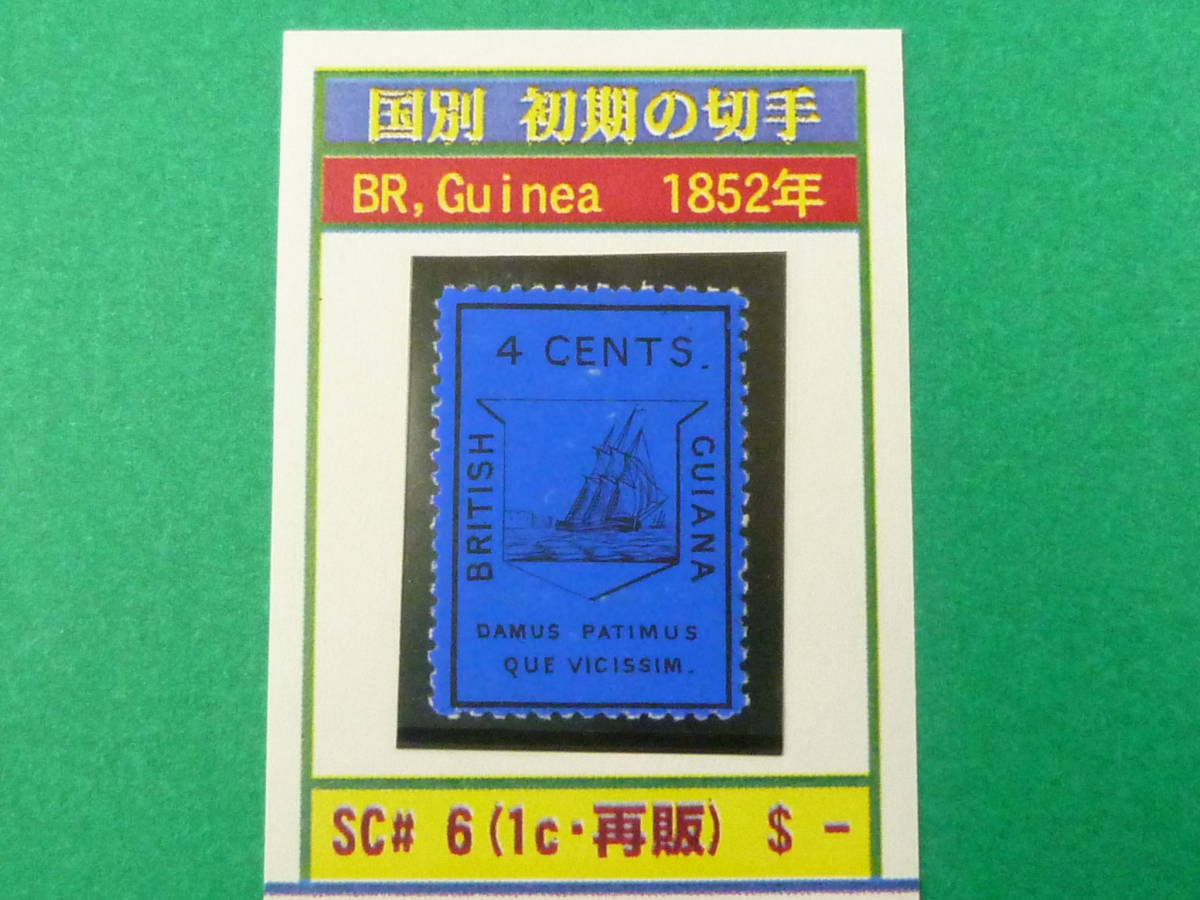 国別 初期の切手
BR,Guinea 1852年
4 CENTS.
BRITISH
GUIANA
DAMUS PATIMUS
QUE VICISSIM.
SC# 6(1c・再販) $ -